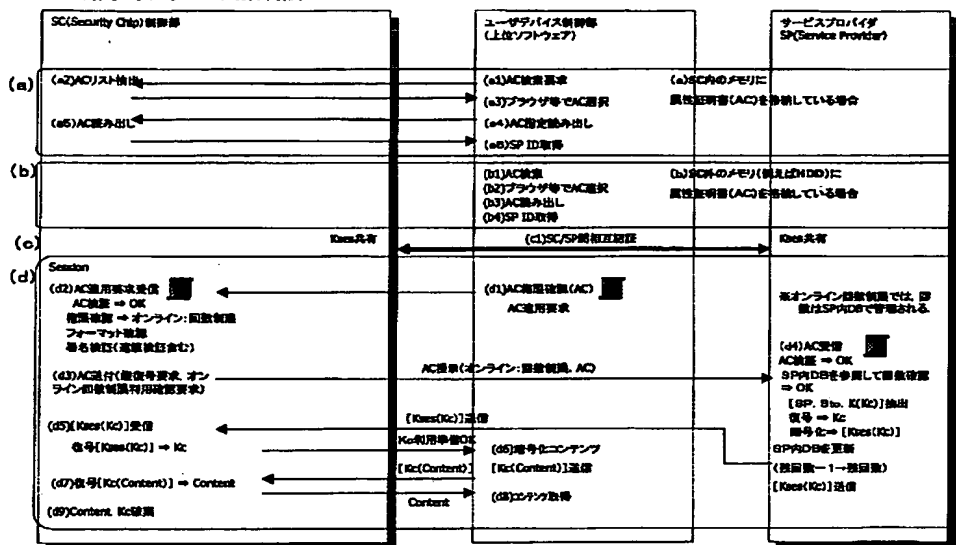 SC(Security Chip)制御部
ユーザデバイス制御部
(上位ソフトウェア)
サービスプロバイダ
SP(Service Provider)
(a)
(a2)ACリスト抽出
(a1)AC検索要求
(a3)ブラウザ等でAC選択
(a5)AC読み出し
(a4)AC指定読み出し
(a6)SP ID取得
(a)SC内のメモリに
属性証明書(AC)を格納している場合
(b)
(b1)AC検索
(b2)ブラウザ等でAC選択
(b3)AC読み出し
(b4)SP ID取得
(b)SC外のメモリ(例えばHDD)に
属性証明書(AC)を格納している場合
(c)
Kses共有
(c1)SC/SP間相互認証
Kses共有
(d)
Session
(d2)AC適用要求受信
AC検証 ⇒ OK
権限確認 ⇒ オンライン:回数制限
フォーマット確認
署名検証(連鎖検証含む)
(d1)AC権限確認(AC)
AC適用要求
※オンライン回数制限では、回
数はSP内DBで管理される.
(d3)AC送付(鍵復号要求、オン
ライン回数制限利用確認要求)
AC提示(オンライン:回数制限、AC)
(d4)AC受信
AC検証 ⇒ OK
SP内DBを参照して回数確認
⇒ OK
[SP. Sto. K(Kc)]抽出
復号 ⇒ Kc
暗号化 ⇒ [Kses(Kc)]
SP内DBを更新
(残回数－1→残回数)
[Kses(Kc)]送信
[Kses(Kc)]送信
(d5)[Kses(Kc)]受信
復号[Kses(Kc)] ⇒ Kc
Kc利用準備OK
(d6)暗号化コンテンツ
[Kc(Content)]
[Kc(Content)]送信
(d7)復号[Kc(Content)] ⇒ Content
Content
(d8)コンテンツ取得
(d9)Content、Kc破棄